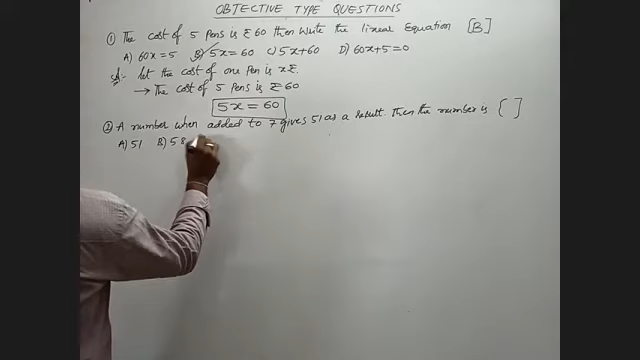 OBTECTIVE TYPE QUESTIONS
① The cost of 5 Pens is ₹60 then write the linear Equation [B]
A) 60x=5 B) 5x=60 C) 5x+60 D) 60x+5=0
Sol:- let the cost of one pen is x₹.
→ The cost of 5 pens is ₹60
5x = 60
② A number when added to 7 gives 51 as a result. Then the number is [ ]
A) 51 B) 58